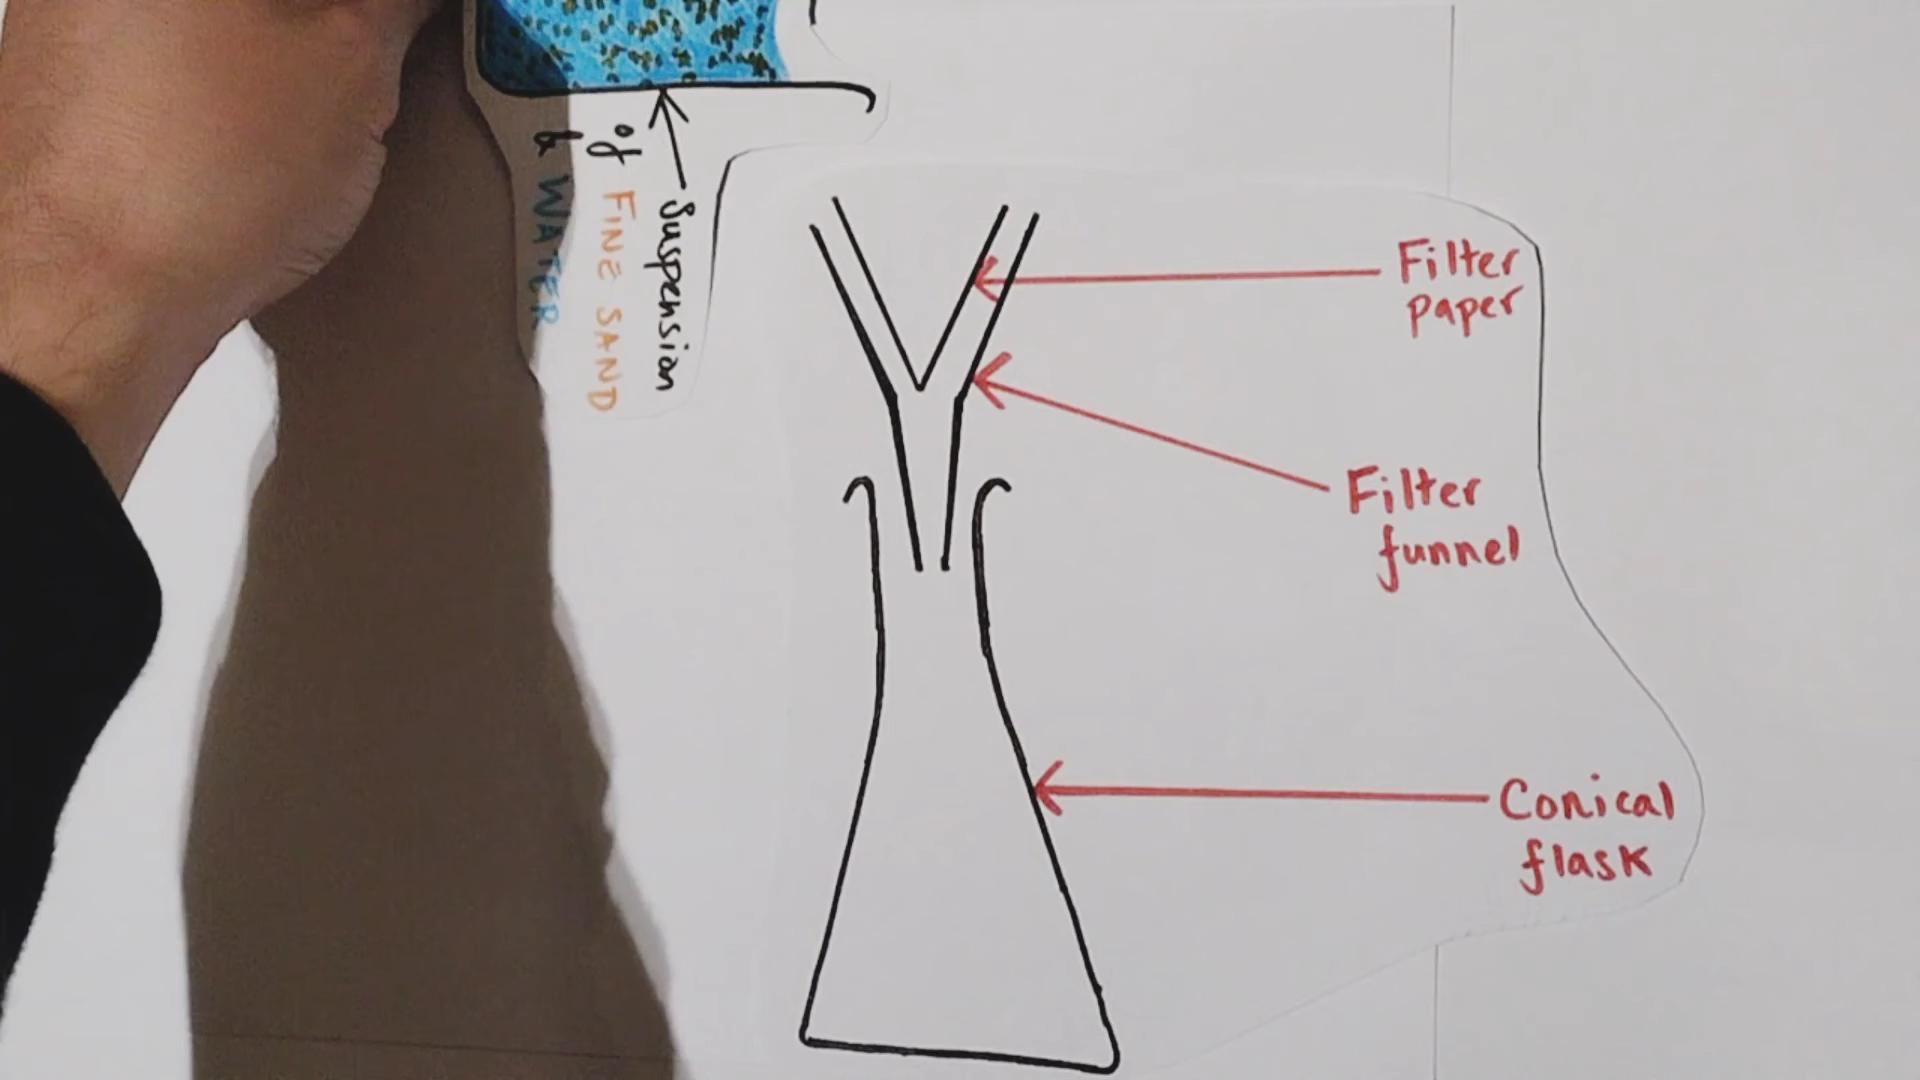 Suspension
of FINE SAND
& WATER
Filter
paper
Filter
funnel
Conical
flask